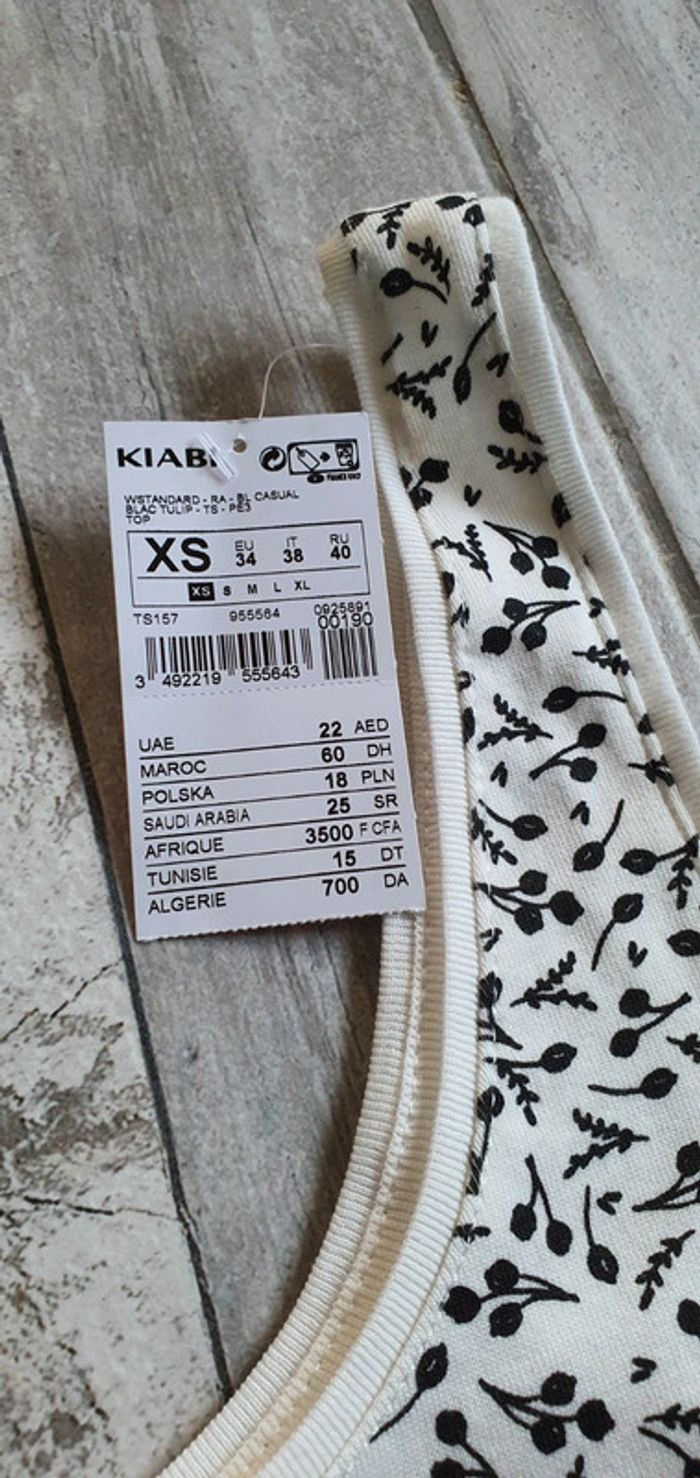 KIABI
FRANCE ONLY
WSTANDARD - RA - BL CASUAL
BLAC TULIP - TS - PE3
TOP
XS EU 34 IT 38 RU 40
XS S M L XL
TS157 955564 0925891
00190
3 492219 555643
UAE 22 AED
MAROC 60 DH
POLSKA 18 PLN
SAUDI ARABIA 25 SR
AFRIQUE 3500 F CFA
TUNISIE 15 DT
ALGERIE 700 DA